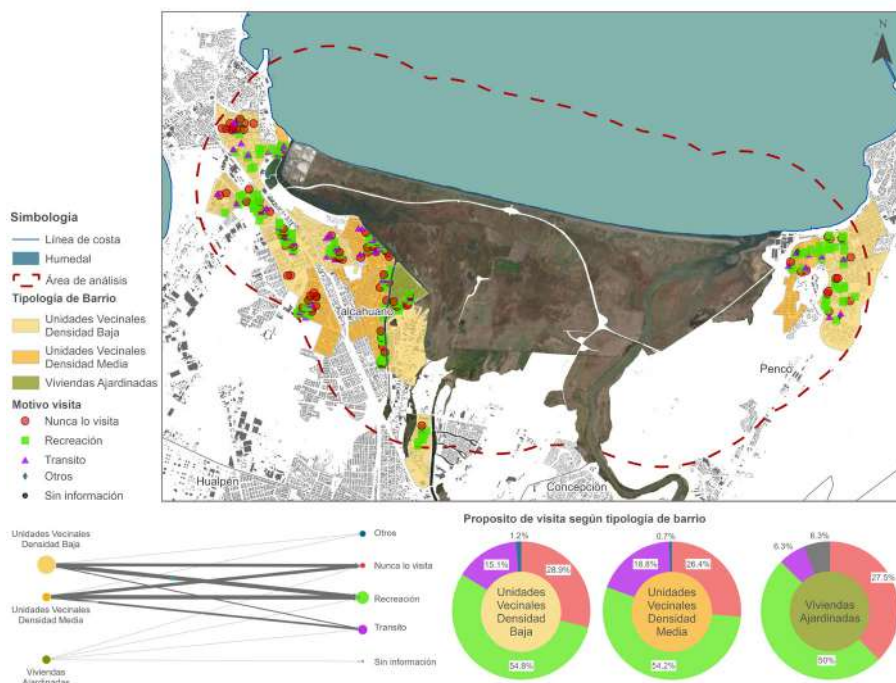 N
Talcahuano
Hualpén
Penco
Concepción
Simbología
Línea de costa
Humedal
Área de análisis
Tipología de Barrio
Unidades Vecinales
Densidad Baja
Unidades Vecinales
Densidad Media
Viviendas Ajardinadas
Motivo visita
Nunca lo visita
Recreación
Transito
Otros
Sin información
Unidades Vecinales
Densidad Baja
Unidades Vecinales
Densidad Media
Viviendas
Ajardinadas
Otros
Nunca lo visita
Recreación
Transito
Sin información
Proposito de visita según tipología de barrio
1.2%
15.1%
28.9%
Unidades
Vecinales
Densidad
Baja
54.8%
0.7%
18.8%
26.4%
Unidades
Vecinales
Densidad
Media
54.2%
6.3%
6.3%
27.5%
Viviendas
Ajardinadas
50%